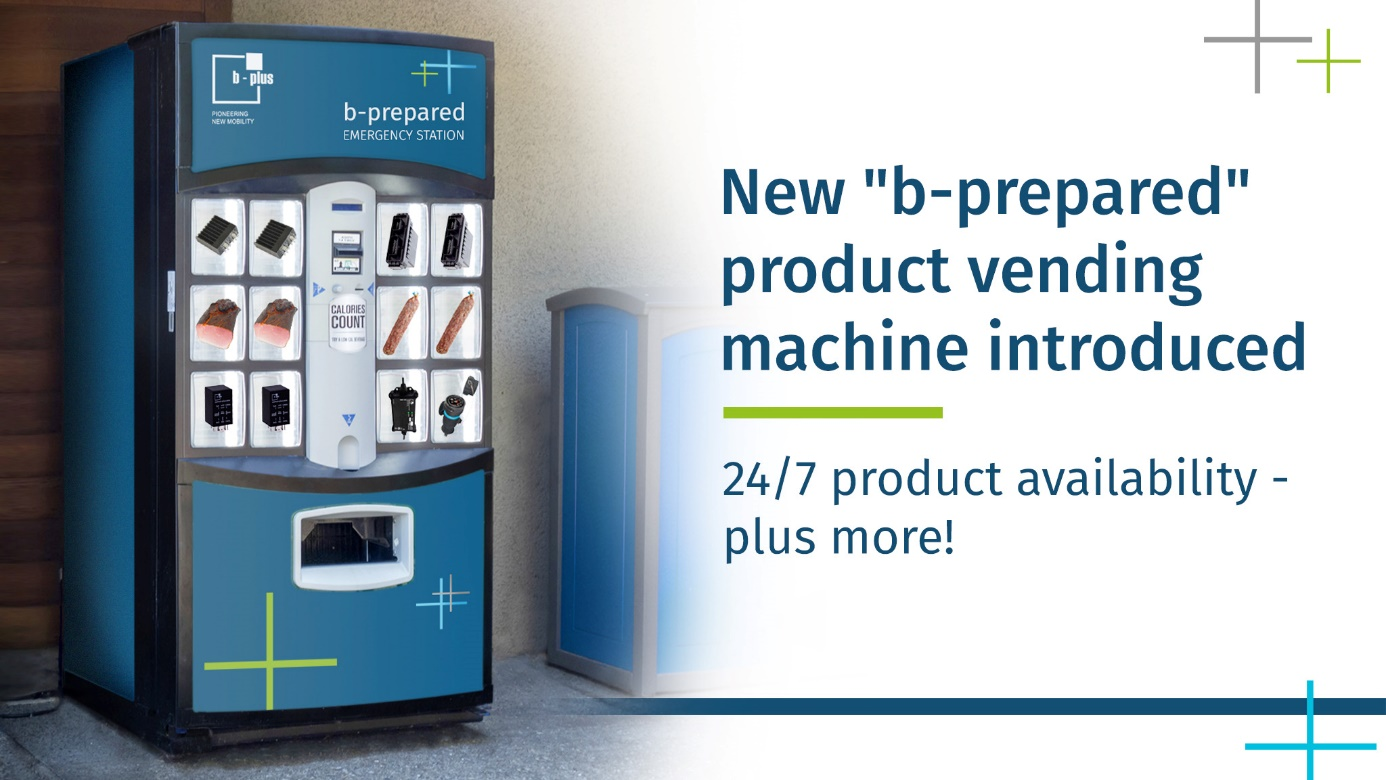 b-plus
PIONEERING
NEW MOBILITY
b-prepared
EMERGENCY STATION
CALORIES
COUNT
New "b-prepared"
product vending
machine introduced
24/7 product availability -
plus more!